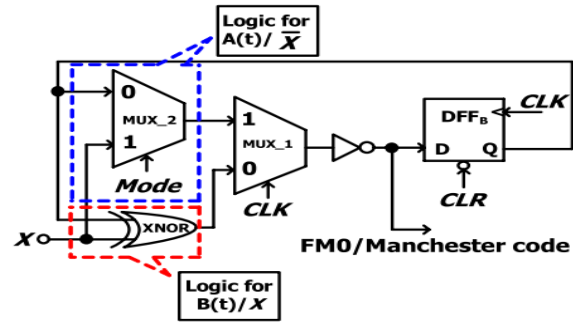 Logic for
A(t)/ X̅
0
MUX_2
1
Mode
1
MUX_1
0
CLK
DFF_B
CLK
D
Q
CLR
X
XNOR
FM0/Manchester code
Logic for
B(t)/X